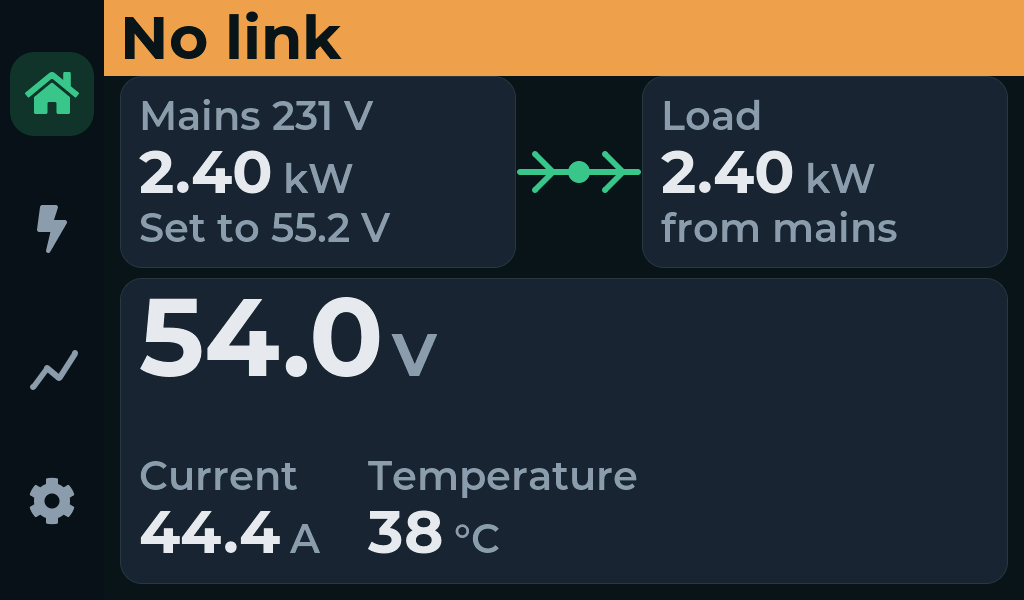 No link
Mains 231 V
2.40 kW
Set to 55.2 V
Load
2.40 kW
from mains
54.0 V
Current
44.4 A
Temperature
38 °C